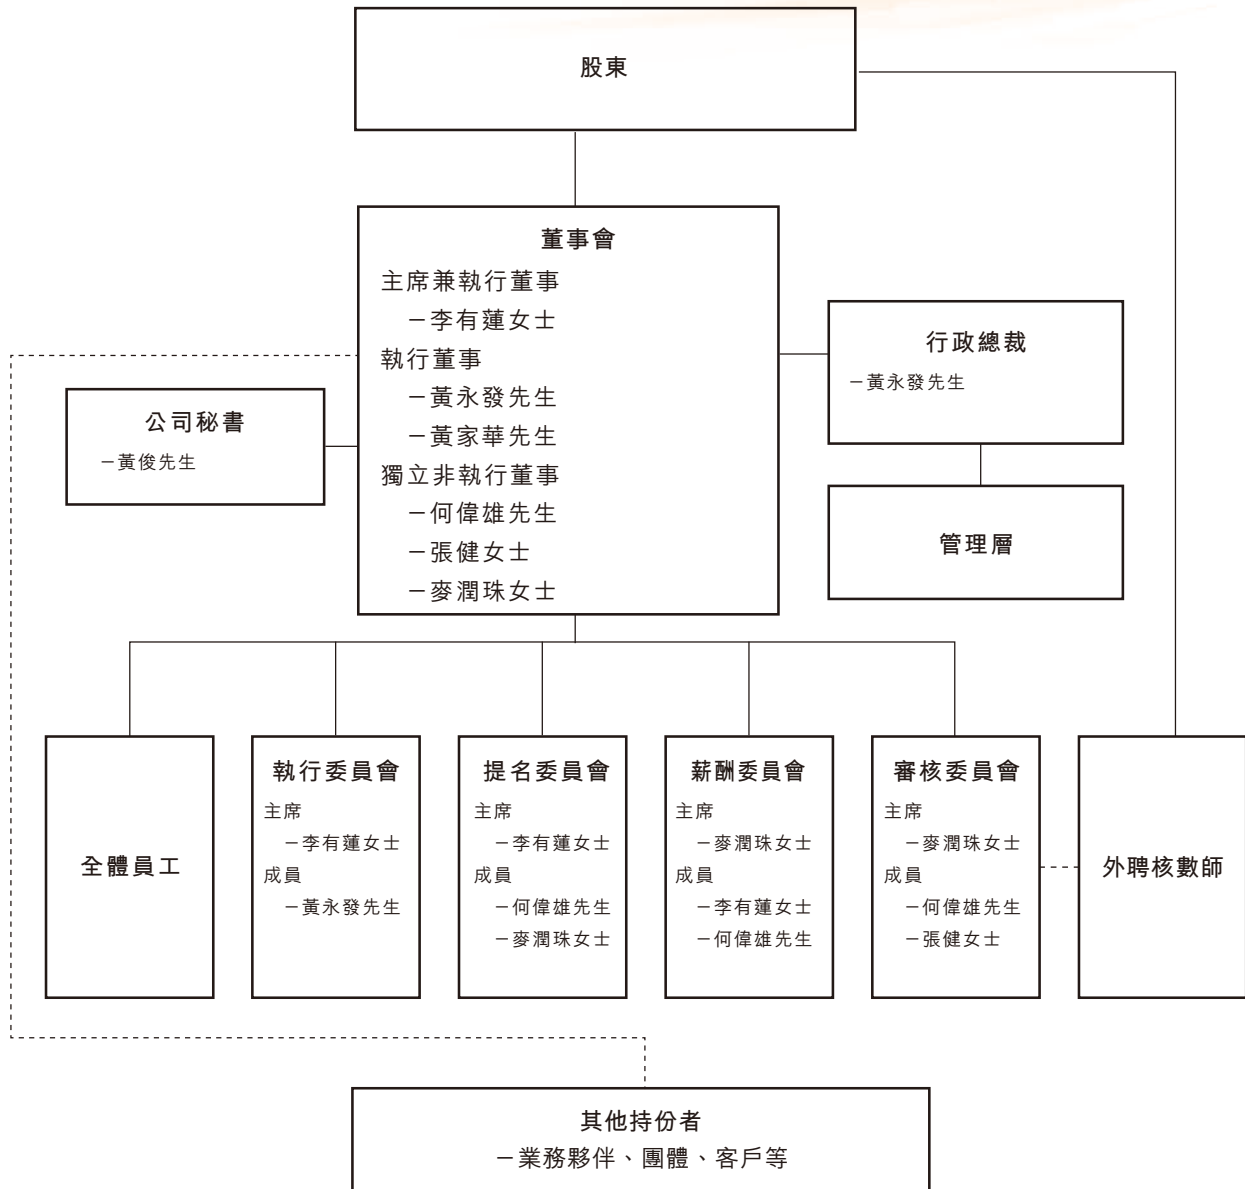 股東
董事會
主席兼執行董事
－李有蓮女士
執行董事
－黃永發先生
－黃家華先生
獨立非執行董事
－何偉雄先生
－張健女士
－麥潤珠女士
行政總裁
－黃永發先生
公司秘書
－黃俊先生
管理層
全體員工
執行委員會
主席
－李有蓮女士
成員
－黃永發先生
提名委員會
主席
－李有蓮女士
成員
－何偉雄先生
－麥潤珠女士
薪酬委員會
主席
－麥潤珠女士
成員
－李有蓮女士
－何偉雄先生
審核委員會
主席
－麥潤珠女士
成員
－何偉雄先生
－張健女士
外聘核數師
其他持份者
－業務夥伴、團體、客戶等